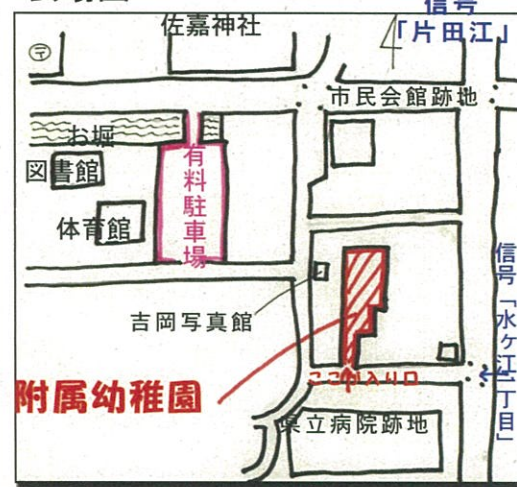 信号
「片田江」
佐嘉神社
〒
市民会館跡地
お堀
図書館
有料駐車場
体育館
吉岡写真館
信号「水ヶ江二丁目」
附属幼稚園
ここが入り口
県立病院跡地